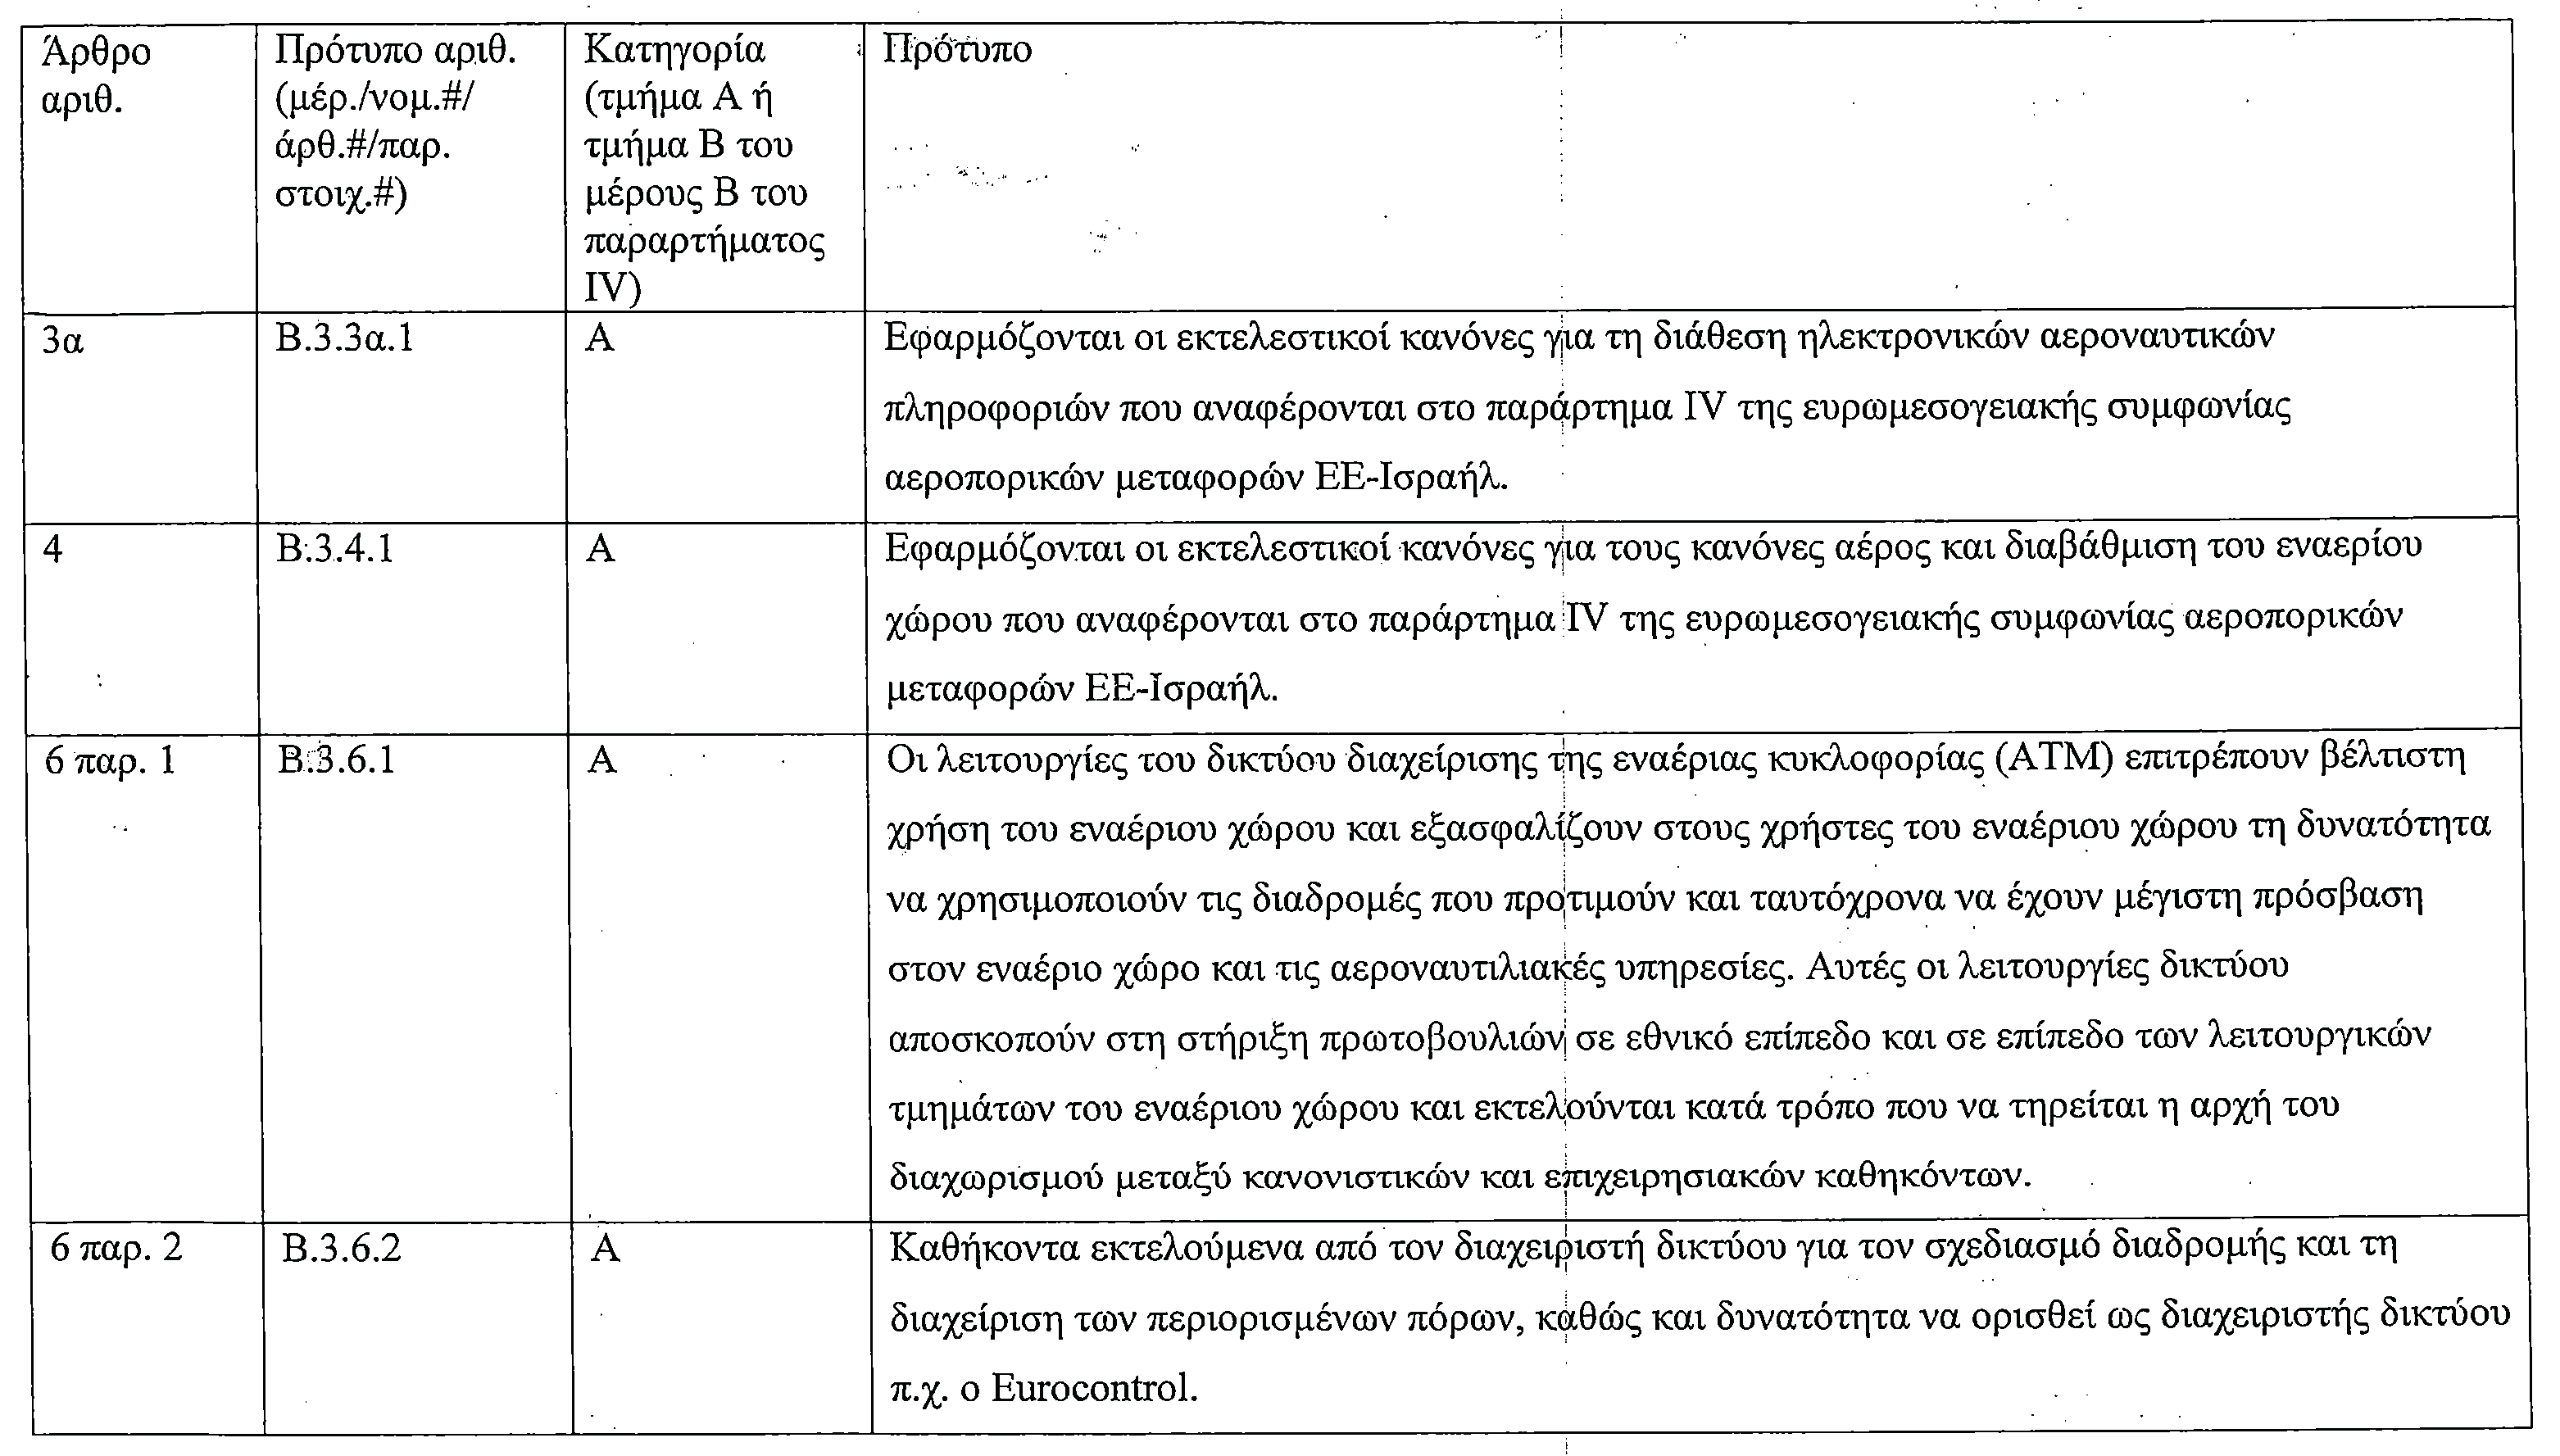 Άρθρο
αριθ.
Πρότυπο αριθ.
(μέρ./νομ.#/
άρθ.#/παρ.
στοιχ.#)
Κατηγορία
(τμήμα Α ή
τμήμα Β του
μέρους Β του
παραρτήματος
IV)
Πρότυπο
3α
Β.3.3α.1
Α
Εφαρμόζονται οι εκτελεστικοί κανόνες για τη διάθεση ηλεκτρονικών αεροναυτικών
πληροφοριών που αναφέρονται στο παράρτημα IV της ευρωμεσογειακής συμφωνίας
αεροπορικών μεταφορών ΕΕ-Ισραήλ.
4
Β.3.4.1
Α
Εφαρμόζονται οι εκτελεστικοί κανόνες για τους κανόνες αέρος και διαβάθμιση του εναερίου
χώρου που αναφέρονται στο παράρτημα IV της ευρωμεσογειακής συμφωνίας αεροπορικών
μεταφορών ΕΕ-Ισραήλ.
6 παρ. 1
Β.3.6.1
Α
Οι λειτουργίες του δικτύου διαχείρισης της εναέριας κυκλοφορίας (ΑΤΜ) επιτρέπουν βέλτιστη
χρήση του εναέριου χώρου και εξασφαλίζουν στους χρήστες του εναέριου χώρου τη δυνατότητα
να χρησιμοποιούν τις διαδρομές που προτιμούν και ταυτόχρονα να έχουν μέγιστη πρόσβαση
στον εναέριο χώρο και τις αεροναυτιλιακές υπηρεσίες. Αυτές οι λειτουργίες δικτύου
αποσκοπούν στη στήριξη πρωτοβουλιών σε εθνικό επίπεδο και σε επίπεδο των λειτουργικών
τμημάτων του εναέριου χώρου και εκτελούνται κατά τρόπο που να τηρείται η αρχή του
διαχωρισμού μεταξύ κανονιστικών και επιχειρησιακών καθηκόντων.
6 παρ. 2
Β.3.6.2
Α
Καθήκοντα εκτελούμενα από τον διαχειριστή δικτύου για τον σχεδιασμό διαδρομής και τη
διαχείριση των περιορισμένων πόρων, καθώς και δυνατότητα να ορισθεί ως διαχειριστής δικτύου
π.χ. ο Eurocontrol.